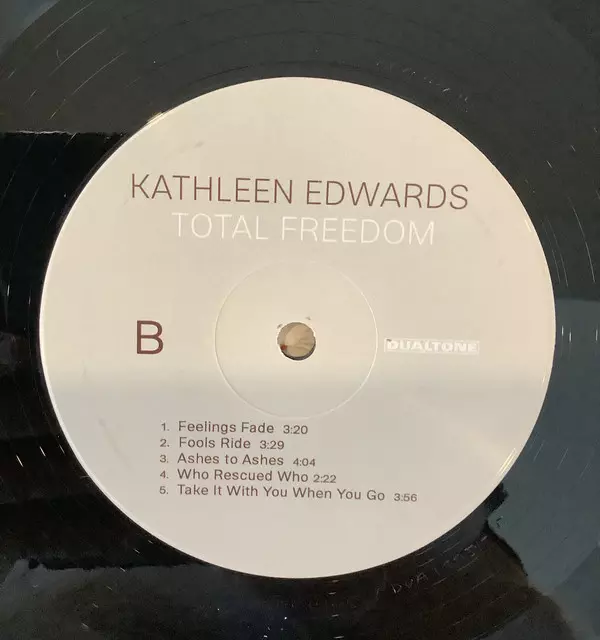 KATHLEEN EDWARDS
TOTAL FREEDOM
B
DUALTONE
1. Feelings Fade 3:20
2. Fools Ride 3:29
3. Ashes to Ashes 4:04
4. Who Rescued Who 2:22
5. Take It With You When You Go 3:56